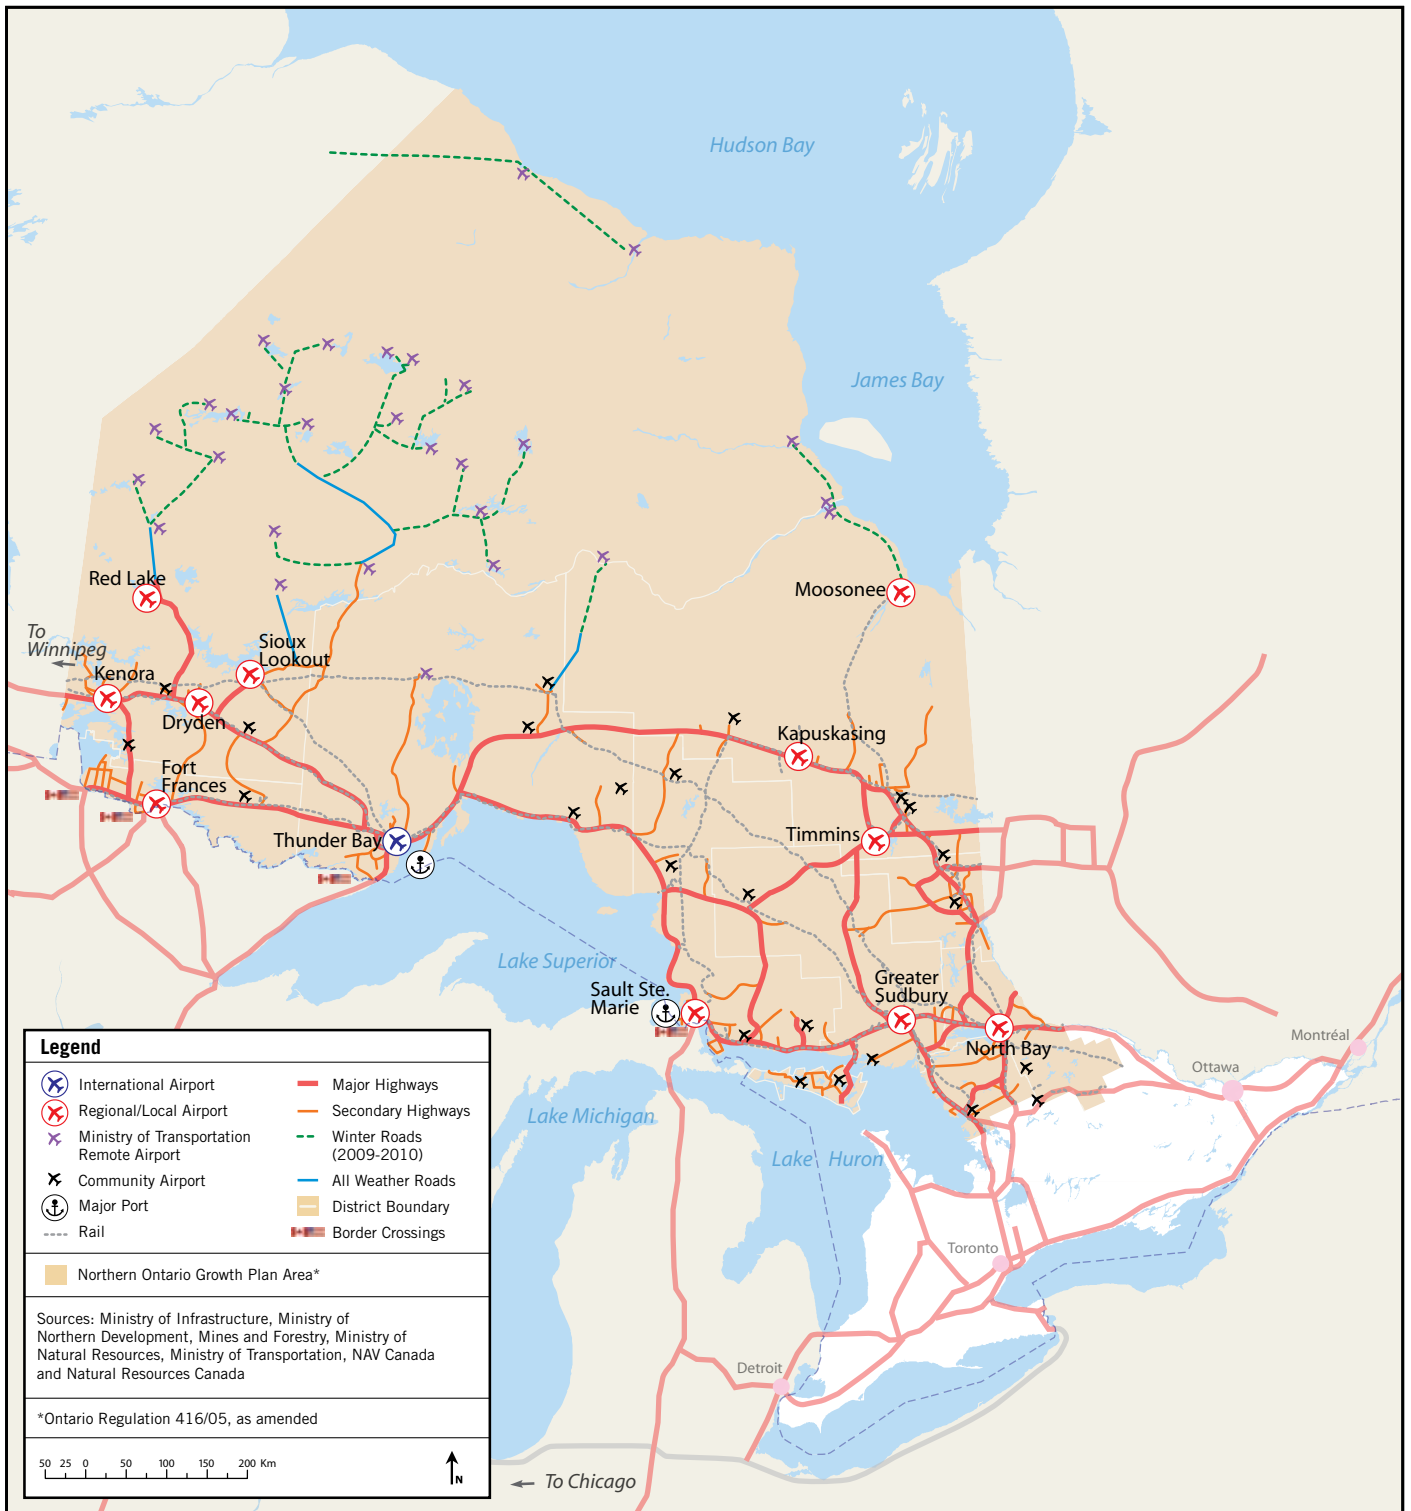 Hudson Bay
James Bay
Red Lake
Moosonee
To
Winnipeg
Sioux
Lookout
Kenora
Dryden
Kapuskasing
Fort
Frances
Thunder Bay
Timmins
Lake Superior
Greater
Sudbury
Sault Ste.
Marie
North Bay
Montréal
Ottawa
Lake Michigan
Lake Huron
Toronto
Detroit
To Chicago
Legend
International Airport
Regional/Local Airport
Ministry of Transportation
Remote Airport
Community Airport
Major Port
Rail
Major Highways
Secondary Highways
Winter Roads
(2009-2010)
All Weather Roads
District Boundary
Border Crossings
Northern Ontario Growth Plan Area*
Sources: Ministry of Infrastructure, Ministry of
Northern Development, Mines and Forestry, Ministry of
Natural Resources, Ministry of Transportation, NAV Canada
and Natural Resources Canada
*Ontario Regulation 416/05, as amended
50 25 0 50 100 150 200 Km
N